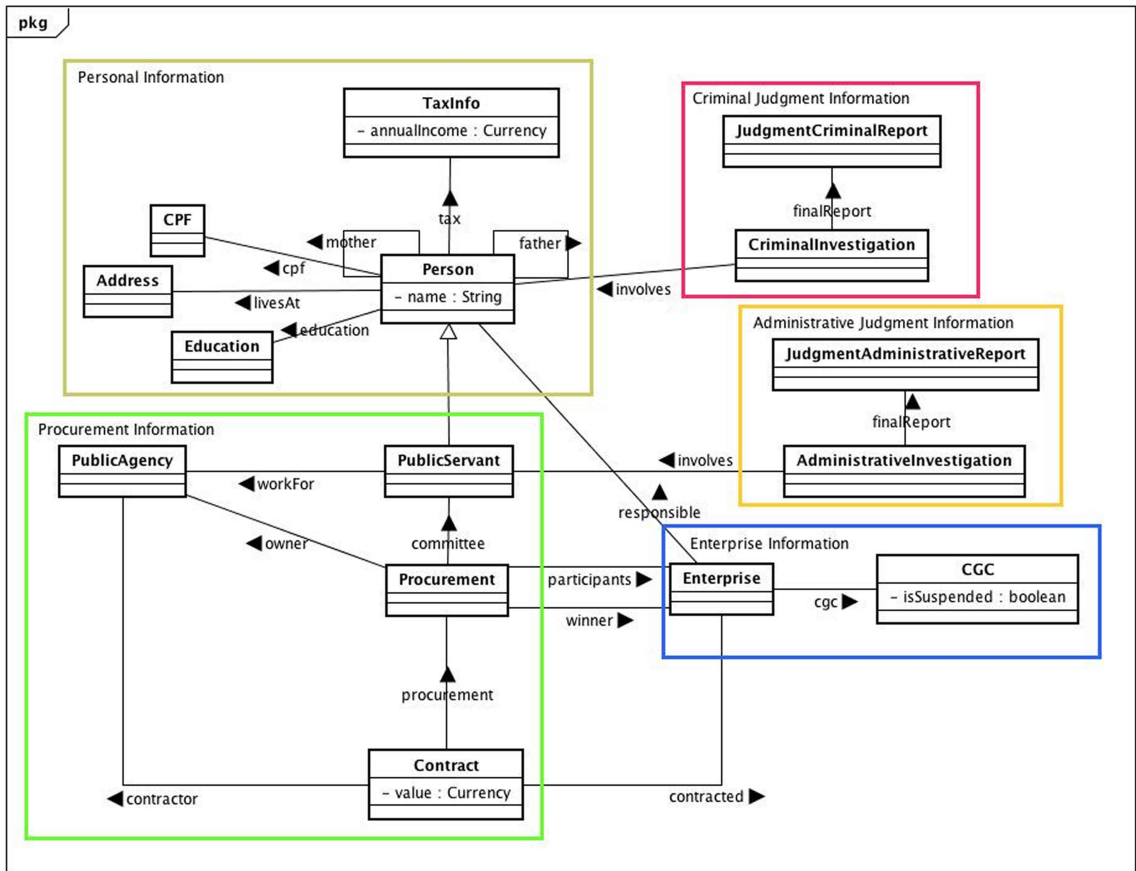 pkg
Personal Information
TaxInfo
- annualIncome : Currency
tax
CPF
mother
father
cpf
Person
- name : String
Address
livesAt
education
Education
Criminal Judgment Information
JudgmentCriminalReport
finalReport
CriminalInvestigation
involves
Administrative Judgment Information
JudgmentAdministrativeReport
finalReport
AdministrativeInvestigation
involves
responsible
Procurement Information
PublicAgency
PublicServant
workFor
owner
committee
Procurement
participants
winner
procurement
Contract
- value : Currency
contractor
contracted
Enterprise Information
Enterprise
cgc
CGC
- isSuspended : boolean